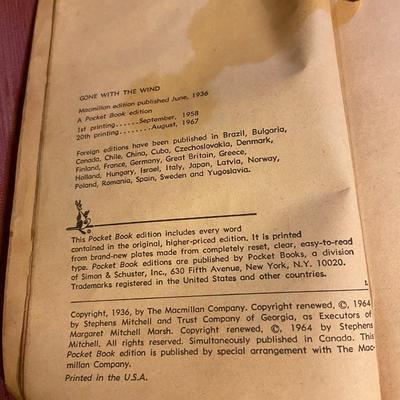 GONE WITH THE WIND
Macmillan edition published June, 1936
A Pocket Book edition
1st printing......September, 1958
20th printing........August, 1967
Foreign editions have been published in Brazil, Bulgaria,
Canada, Chile, China, Cuba, Czechoslovakia, Denmark,
Finland, France, Germany, Great Britain, Greece,
Holland, Hungary, Israel, Italy, Japan, Latvia, Norway,
Poland, Romania, Spain, Sweden and Yugoslavia.
This Pocket Book edition includes every word
contained in the original, higher-priced edition. It is printed
from brand-new plates made from completely reset, clear, easy-to-read
type. Pocket Book editions are published by Pocket Books, a division
of Simon & Schuster, Inc., 630 Fifth Avenue, New York, N.Y. 10020.
Trademarks registered in the United States and other countries.
L
Copyright, 1936, by The Macmillan Company. Copyright renewed, ©, 1964
by Stephens Mitchell and Trust Company of Georgia, as Executors of
Margaret Mitchell Marsh. Copyright renewed, ©, 1964 by Stephens
Mitchell. All rights reserved. Simultaneously published in Canada. This
Pocket Book edition is published by special arrangement with The Mac-
millan Company.
Printed in the U.S.A.